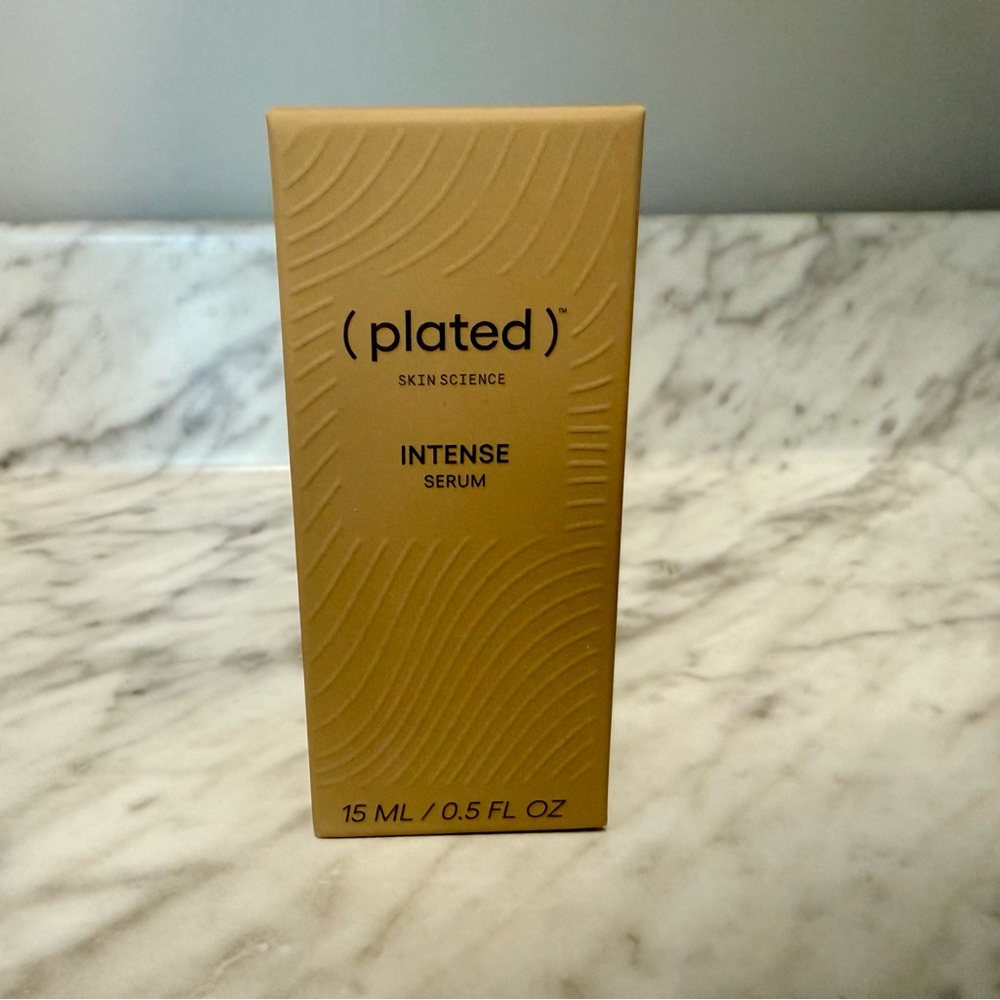 ( plated )™
SKIN SCIENCE
INTENSE
SERUM
15 ML / 0.5 FL OZ